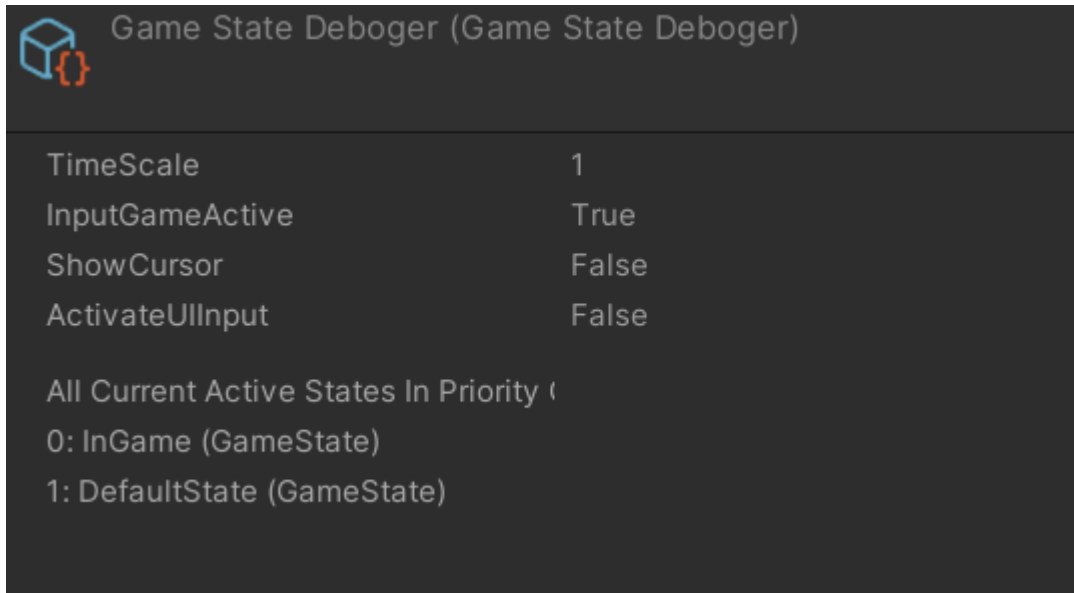 Game State Deboger (Game State Deboger)
TimeScale 1
InputGameActive True
ShowCursor False
ActivateUIInput False
All Current Active States In Priority
0: InGame (GameState)
1: DefaultState (GameState)